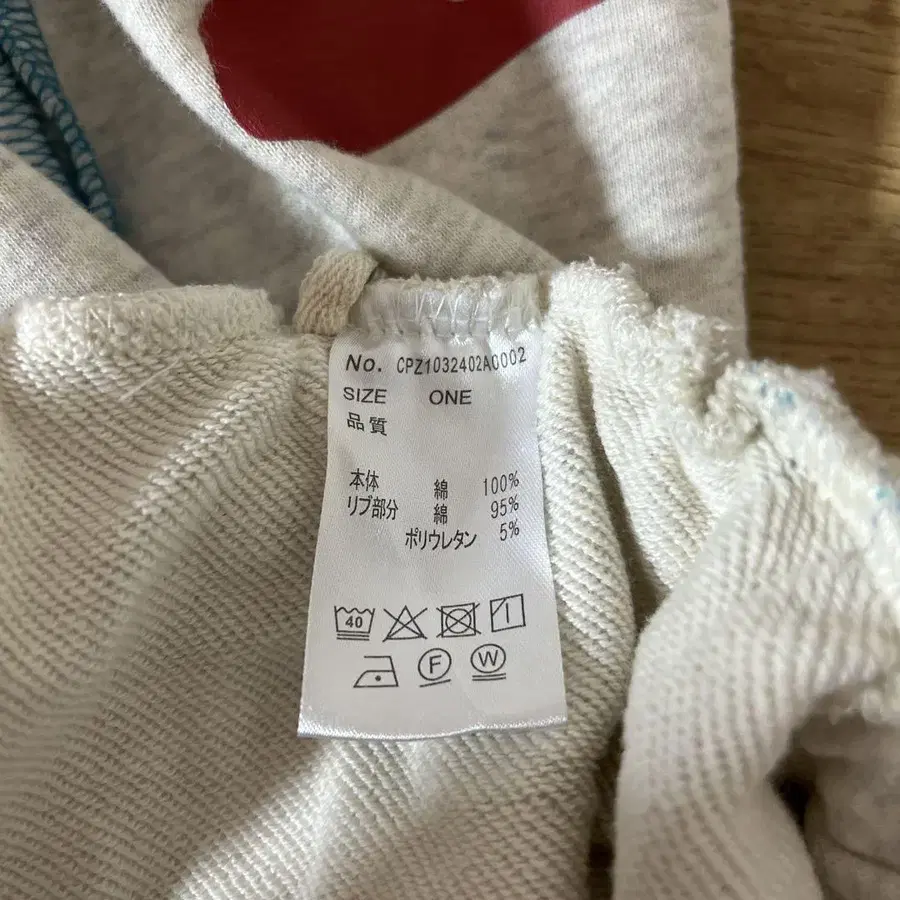 No. CPZ1032402A0002
SIZE ONE
品質
本体 綿 100%
リブ部分 綿 95%
ポリウレタン 5%
40
F W